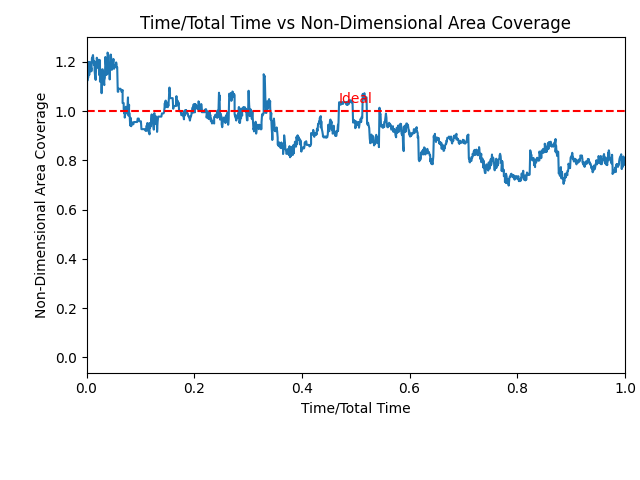 Time/Total Time vs Non-Dimensional Area Coverage
Non-Dimensional Area Coverage
1.2
1.0
0.8
0.6
0.4
0.2
0.0
Ideal
0.0 0.2 0.4 0.6 0.8 1.0
Time/Total Time